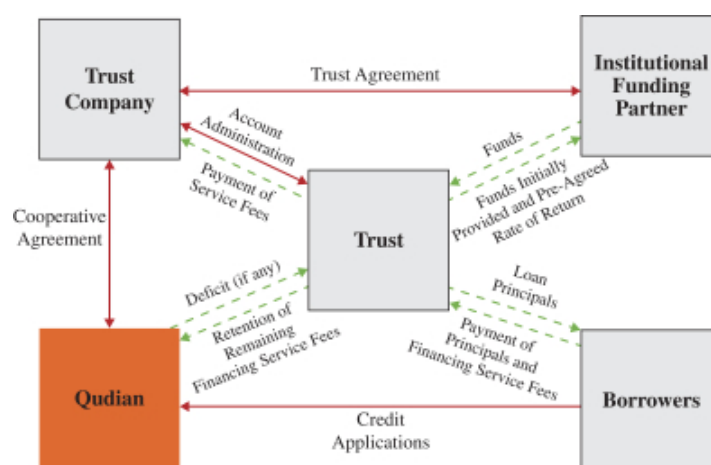 Trust
Company
Trust Agreement
Institutional
Funding
Partner
Account
Administration
Payment of
Service Fees
Funds
Funds Initially
Provided and Pre-Agreed
Rate of Return
Cooperative
Agreement
Trust
Deficit (if any)
Retention of
Remaining
Financing Service Fees
Loan
Principals
Payment of
Principals and
Financing Service Fees
Qudian
Credit
Applications
Borrowers